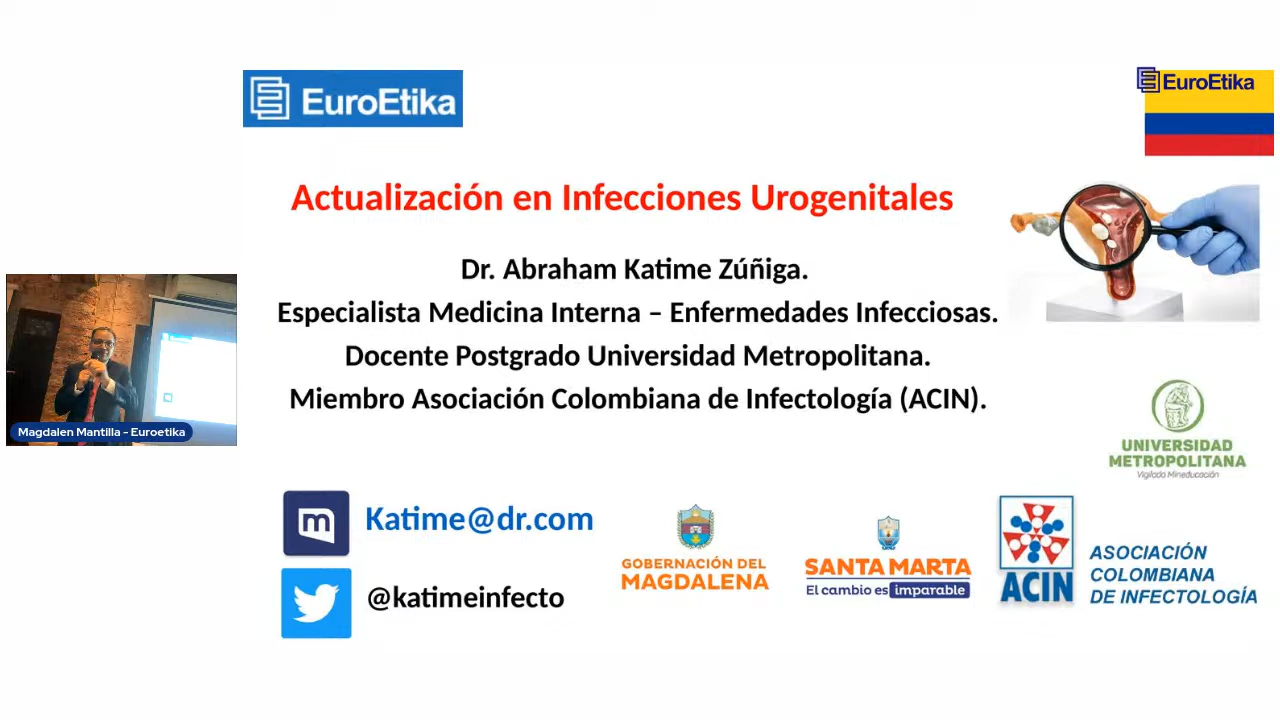 EuroEtika
EuroEtika
Actualización en Infecciones Urogenitales
Dr. Abraham Katime Zúñiga.
Especialista Medicina Interna – Enfermedades Infecciosas.
Docente Postgrado Universidad Metropolitana.
Miembro Asociación Colombiana de Infectología (ACIN).
Magdalen Mantilla - Euroetika
UNIVERSIDAD
METROPOLITANA
Vigilada Mineducación
m
Katime@dr.com
@katimeinfecto
GOBERNACIÓN DEL
MAGDALENA
SANTA MARTA
El cambio es imparable
ACIN
ASOCIACIÓN
COLOMBIANA
DE INFECTOLOGÍA